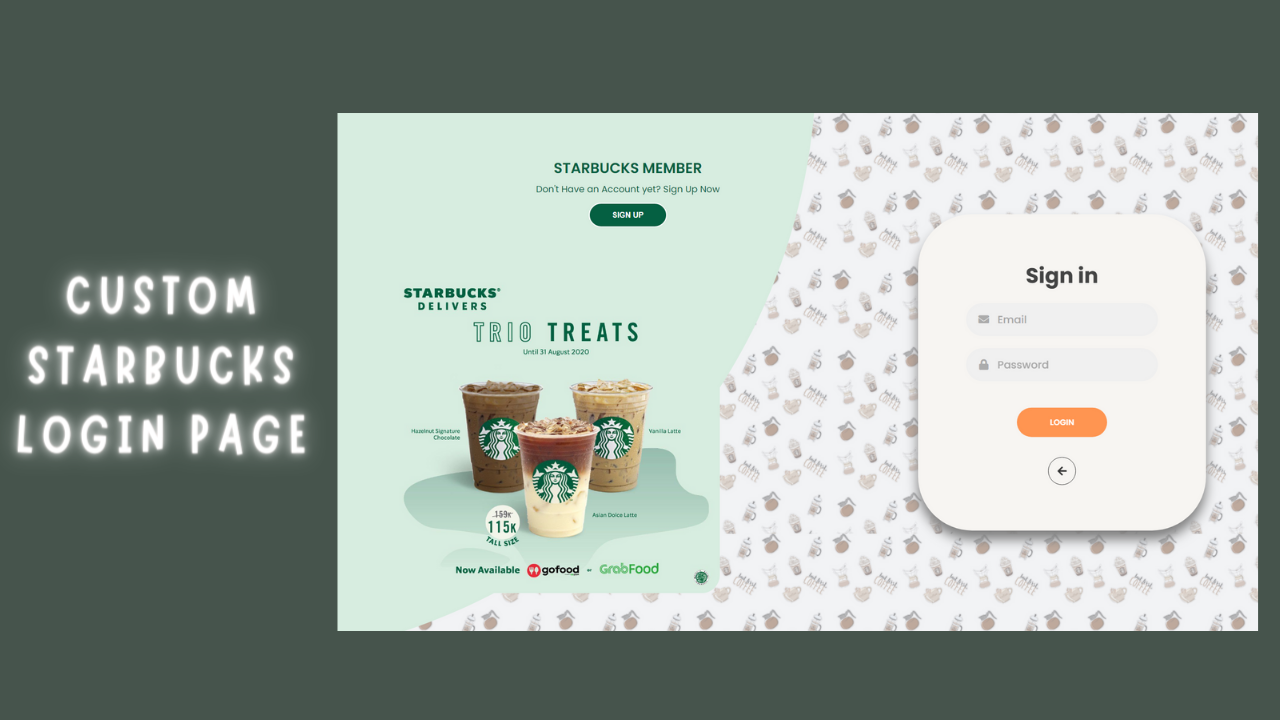 CUSTOM
STARBUCKS
LOGIN PAGE
STARBUCKS MEMBER
Don't Have an Account yet? Sign Up Now
SIGN UP
STARBUCKS®
DELIVERS
TRIO TREATS
Until 31 August 2020
Hazelnut Signature
Chocolate
Vanilla Latte
Asian Dolce Latte
159K
115K
TALL SIZE
Now Available gofood or GrabFood
Sign in
Email
Password
LOGIN